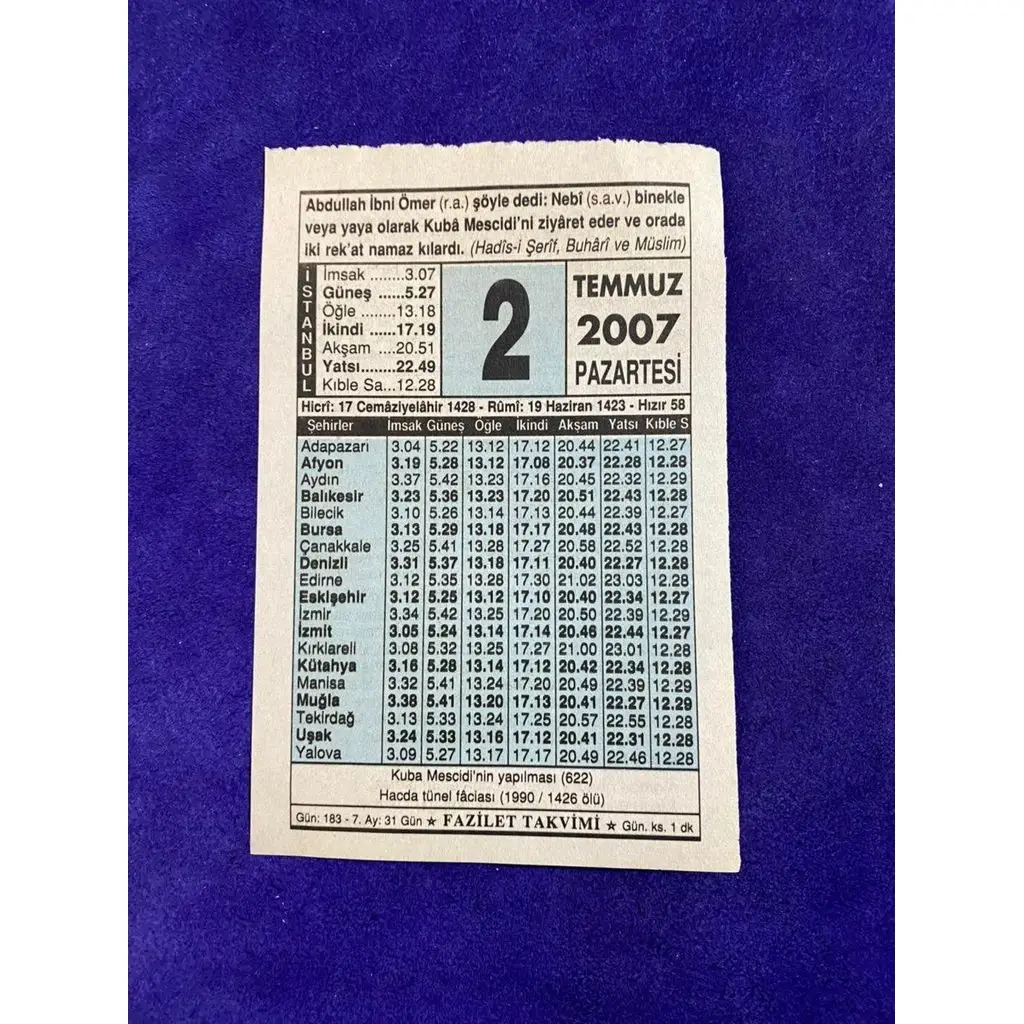 Abdullah İbni Ömer (r.a.) şöyle dedi: Nebî (s.a.v.) binekle
veya yaya olarak Kubâ Mescidi'ni ziyâret eder ve orada
iki rek'at namaz kılardı. (Hadîs-i Şerîf, Buhârî ve Müslim)
İSTANBUL
İmsak ........3.07
Güneş ......5.27
Öğle ........13.18
İkindi ......17.19
Akşam ....20.51
Yatsı........22.49
Kıble Sa...12.28
2
TEMMUZ
2007
PAZARTESİ
Hicrî: 17 Cemâziyelâhir 1428 - Rûmî: 19 Haziran 1423 - Hızır 58
Şehirler İmsak Güneş Öğle İkindi Akşam Yatsı Kıble S
Adapazarı 3.04 5.22 13.12 17.12 20.44 22.41 12.27
Afyon 3.19 5.28 13.12 17.08 20.37 22.28 12.28
Aydın 3.37 5.42 13.23 17.16 20.45 22.32 12.29
Balıkesir 3.23 5.36 13.23 17.20 20.51 22.43 12.28
Bilecik 3.10 5.26 13.14 17.13 20.44 22.39 12.27
Bursa 3.13 5.29 13.18 17.17 20.48 22.43 12.28
Çanakkale 3.25 5.41 13.28 17.27 20.58 22.52 12.28
Denizli 3.31 5.37 13.18 17.11 20.40 22.27 12.28
Edirne 3.12 5.35 13.28 17.30 21.02 23.03 12.28
Eskişehir 3.12 5.25 13.12 17.10 20.40 22.34 12.27
İzmir 3.34 5.42 13.25 17.20 20.50 22.39 12.29
İzmit 3.05 5.24 13.14 17.14 20.46 22.44 12.27
Kırklareli 3.08 5.32 13.25 17.27 21.00 23.01 12.28
Kütahya 3.16 5.28 13.14 17.12 20.42 22.34 12.28
Manisa 3.32 5.41 13.24 17.20 20.49 22.39 12.29
Muğla 3.38 5.41 13.20 17.13 20.41 22.27 12.29
Tekirdağ 3.13 5.33 13.24 17.25 20.57 22.55 12.28
Uşak 3.24 5.33 13.16 17.12 20.41 22.31 12.28
Yalova 3.09 5.27 13.17 17.17 20.49 22.46 12.28
Kuba Mescidi'nin yapılması (622)
Hacda tünel fâciası (1990 / 1426 ölü)
Gün: 183 - 7. Ay: 31 Gün ★ FAZİLET TAKVİMİ ★ Gün. ks. 1 dk